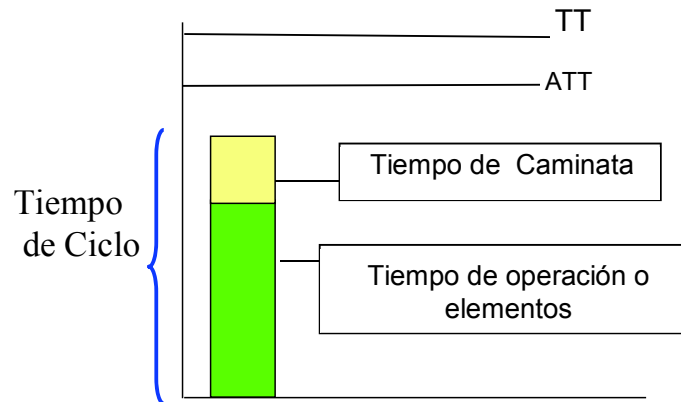 TT
ATT
Tiempo de Caminata
Tiempo
de Ciclo
Tiempo de operación o
elementos